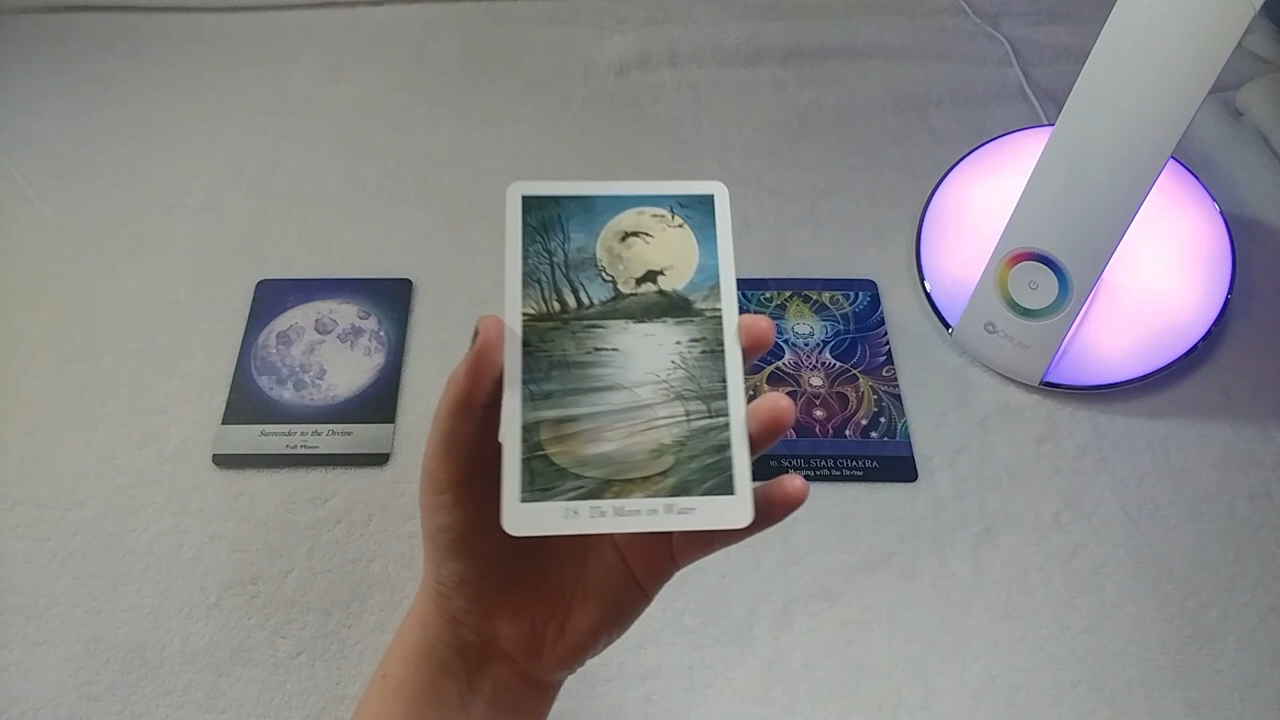 Surrender to the Divine
Full Moon
18. The Moon on Water
10. SOUL STAR CHAKRA
Merging with the Divine